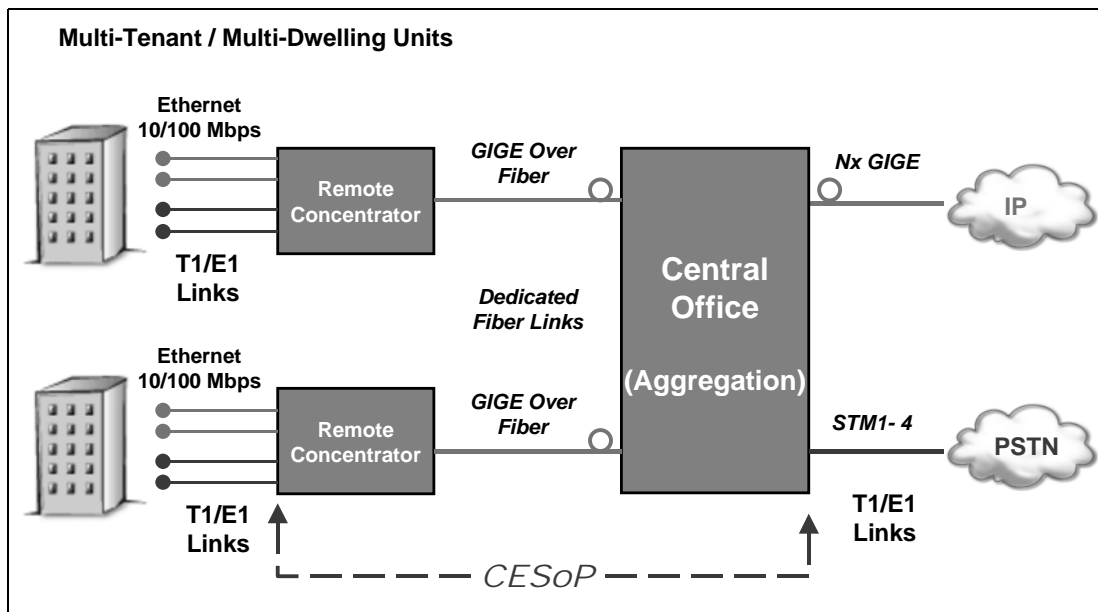 Multi-Tenant / Multi-Dwelling Units
Ethernet
10/100 Mbps
T1/E1
Links
Remote
Concentrator
GIGE Over
Fiber
Dedicated
Fiber Links
Ethernet
10/100 Mbps
T1/E1
Links
Remote
Concentrator
GIGE Over
Fiber
Central
Office
(Aggregation)
Nx GIGE
IP
STM1- 4
PSTN
T1/E1
Links
CESoP